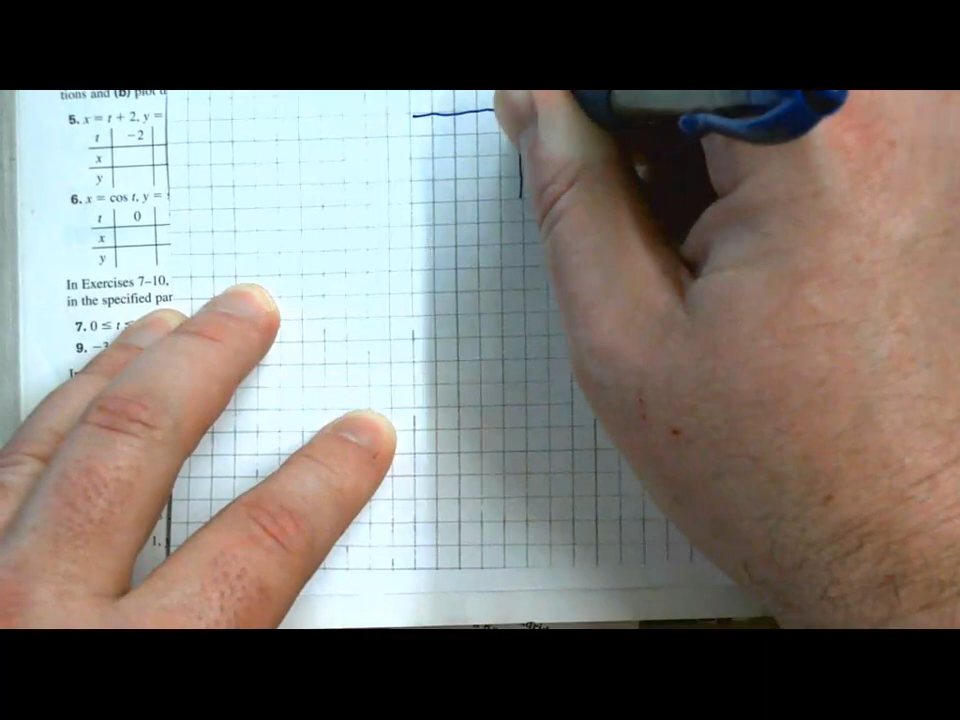 tions and (b) plot
5. x = t + 2, y =
t -2
x
y
6. x = cos t, y =
t 0
x
y
In Exercises 7–10,
in the specified par
7. 0 ≤ t ≤
9.
1.